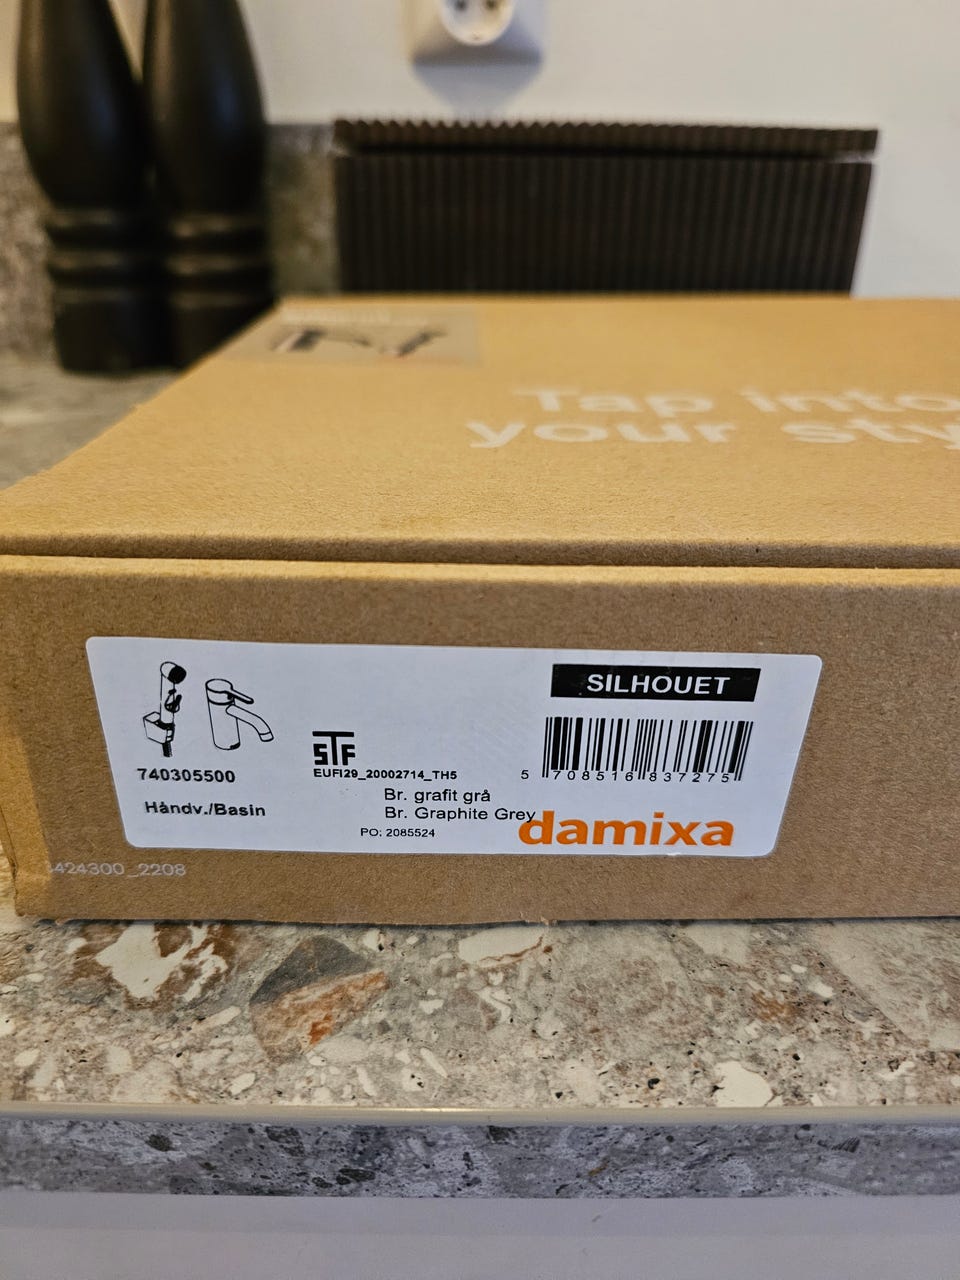 Tap into
your sty
SILHOUET
5 708516 837275
STF
EUFI29_20002714_TH5
740305500
Håndv./Basin
Br. grafit grå
Br. Graphite Grey
PO: 2085524
damixa
424300_2208